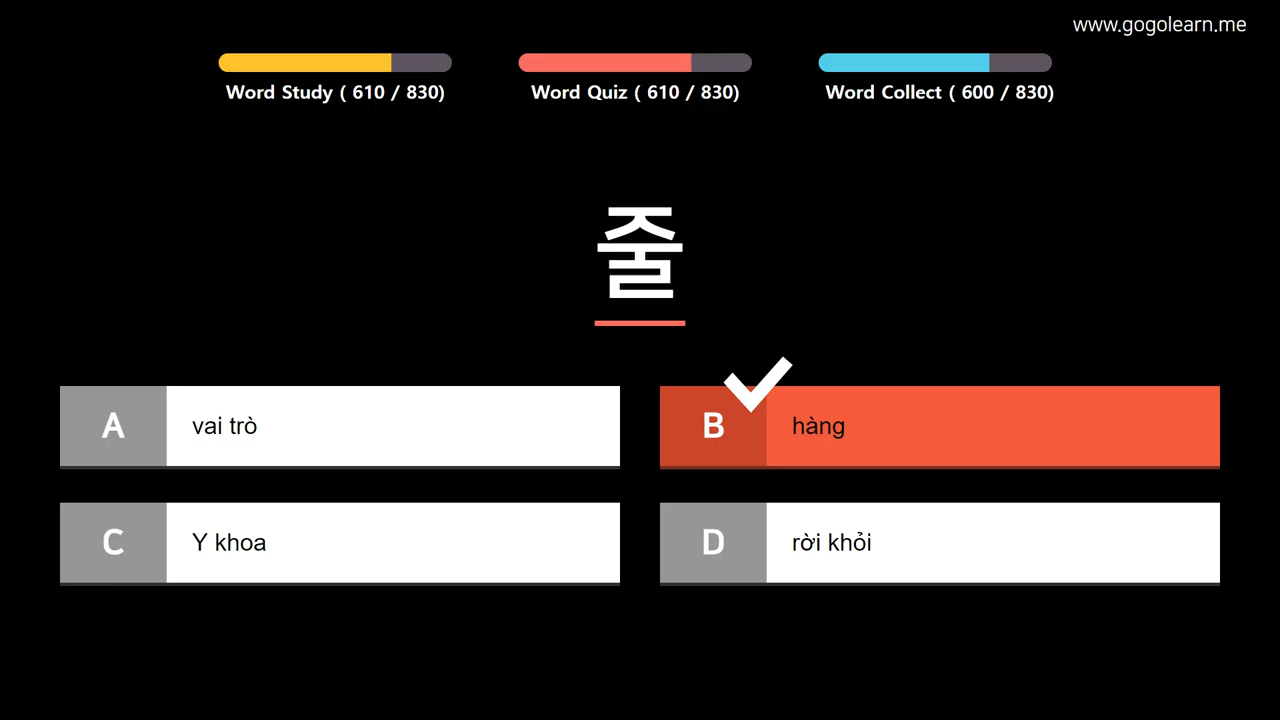 www.gogolearn.me
Word Study ( 610 / 830)
Word Quiz ( 610 / 830)
Word Collect ( 600 / 830)
줄
A vai trò
B hàng
C Y khoa
D rời khỏi